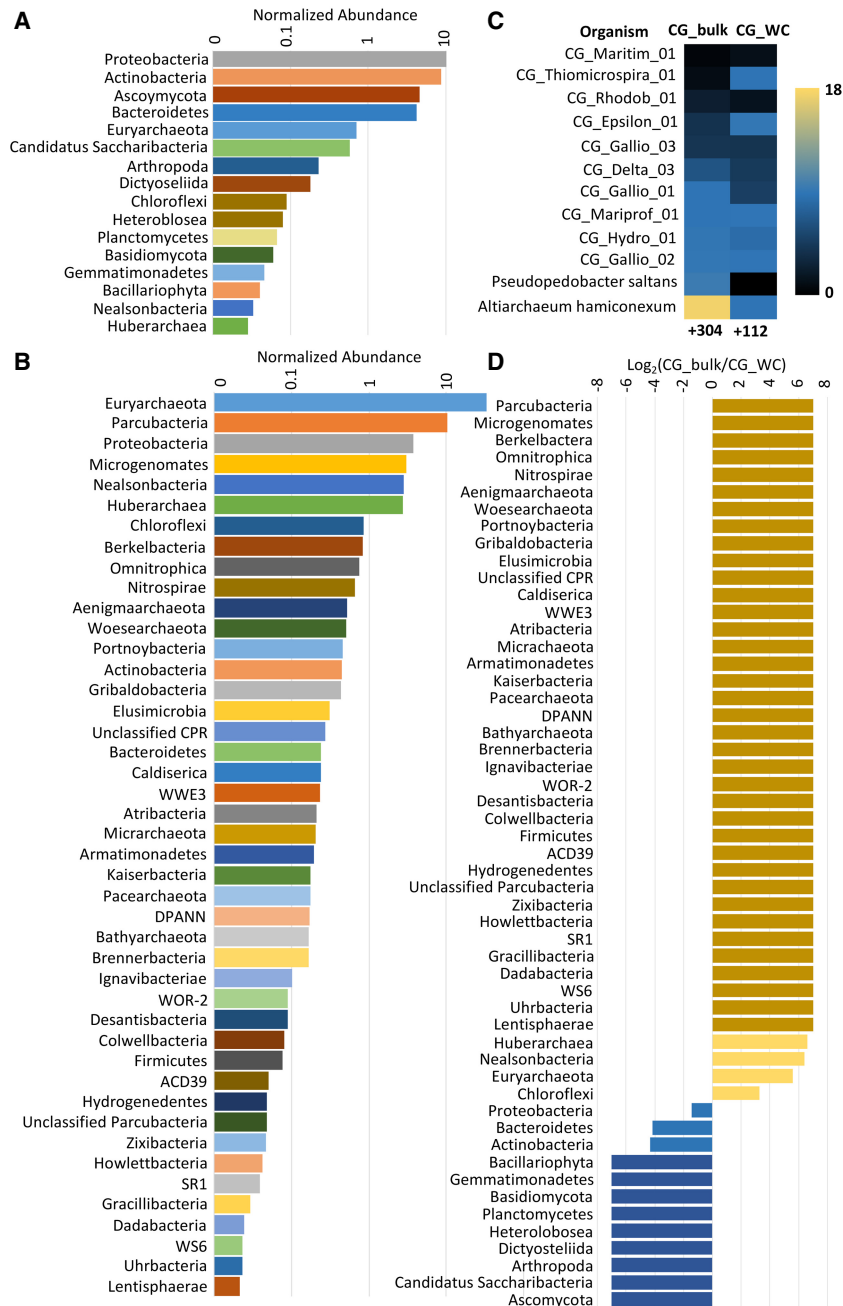 A
Normalized Abundance
0
0.1
1
10
Proteobacteria
Actinobacteria
Ascoymycota
Bacteroidetes
Euryarchaeota
Candidatus Saccharibacteria
Arthropoda
Dictyoseliida
Chloroflexi
Heteroblosea
Planctomycetes
Basidiomycota
Gemmatimonadetes
Bacillariophyta
Nealsonbacteria
Huberarchaea
B
Normalized Abundance
0
0.1
1
10
Euryarchaeota
Parcubacteria
Proteobacteria
Microgenomates
Nealsonbacteria
Huberarchaea
Chloroflexi
Berkelbacteria
Omnitrophica
Nitrospirae
Aenigmaarchaeota
Woesearchaeota
Portnoybacteria
Actinobacteria
Gribaldobacteria
Elusimicrobia
Unclassified CPR
Bacteroidetes
Caldiserica
WWE3
Atribacteria
Micrarchaeota
Armatimonadetes
Kaiserbacteria
Pacearchaeota
DPANN
Bathyarchaeota
Brennerbacteria
Ignavibacteriae
WOR-2
Desantisbacteria
Colwellbacteria
Firmicutes
ACD39
Hydrogenedentes
Unclassified Parcubacteria
Zixibacteria
Howlettbacteria
SR1
Gracillibacteria
Dadabacteria
WS6
Uhrbacteria
Lentisphaerae
C
Organism CG_bulk CG_WC
CG_Maritim_01
CG_Thiomicrospira_01
CG_Rhodob_01
CG_Epsilon_01
CG_Gallio_03
CG_Delta_03
CG_Gallio_01
CG_Mariprof_01
CG_Hydro_01
CG_Gallio_02
Pseudopedobacter saltans
Altiarchaeum hamiconexum
+304 +112
18
0
D
Log2(CG_bulk/CG_WC)
-8 -6 -4 -2 0 2 4 6 8
Parcubacteria
Microgenomates
Berkelbactera
Omnitrophica
Nitrospirae
Aenigmaarchaeota
Woesearchaeota
Portnoybacteria
Gribaldobacteria
Elusimicrobia
Unclassified CPR
Caldiserica
WWE3
Atribacteria
Micrachaeota
Armatimonadetes
Kaiserbacteria
Pacearchaeota
DPANN
Bathyarchaeota
Brennerbacteria
Ignavibacteriae
WOR-2
Desantisbacteria
Colwellbacteria
Firmicutes
ACD39
Hydrogenedentes
Unclassified Parcubacteria
Zixibacteria
Howlettbacteria
SR1
Gracillibacteria
Dadabacteria
WS6
Uhrbacteria
Lentisphaerae
Huberarchaea
Nealsonbacteria
Euryarchaeota
Chloroflexi
Proteobacteria
Bacteroidetes
Actinobacteria
Bacillariophyta
Gemmatimonadetes
Basidiomycota
Planctomycetes
Heterolobosea
Dictyosteliida
Arthropoda
Candidatus Saccharibacteria
Ascomycota